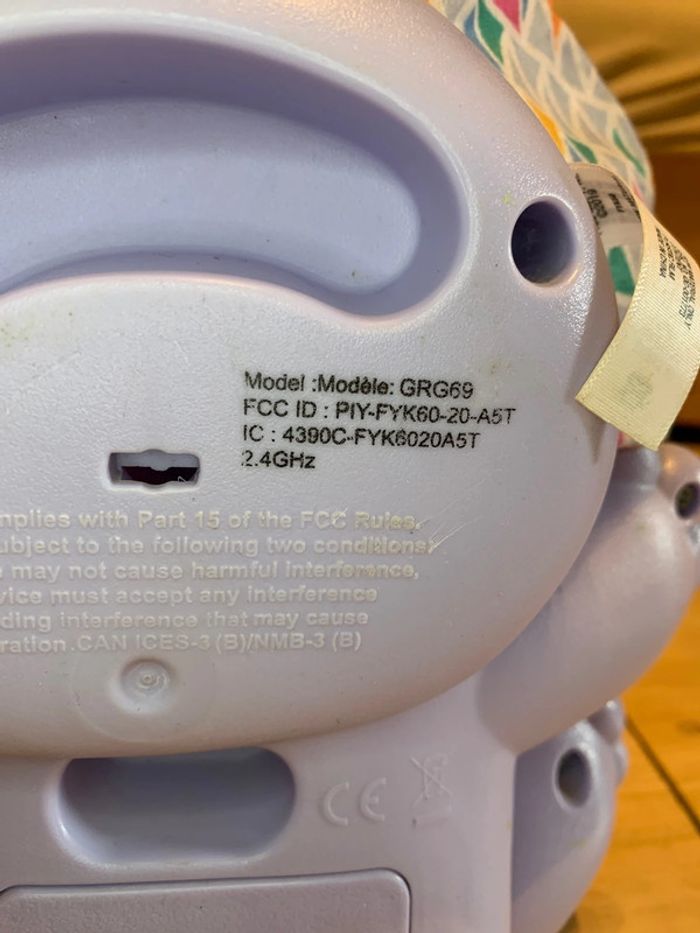 Model :Modèle: GRG69
FCC ID : PIY-FYK60-20-A5T
IC : 4390C-FYK6020A5T
2.4GHz
mplies with Part 15 of the FCC Rules.
ubject to the following two conditions:
may not cause harmful interference,
vice must accept any interference
ding interference that may cause
ration.CAN ICES-3 (B)/NMB-3 (B)
CE